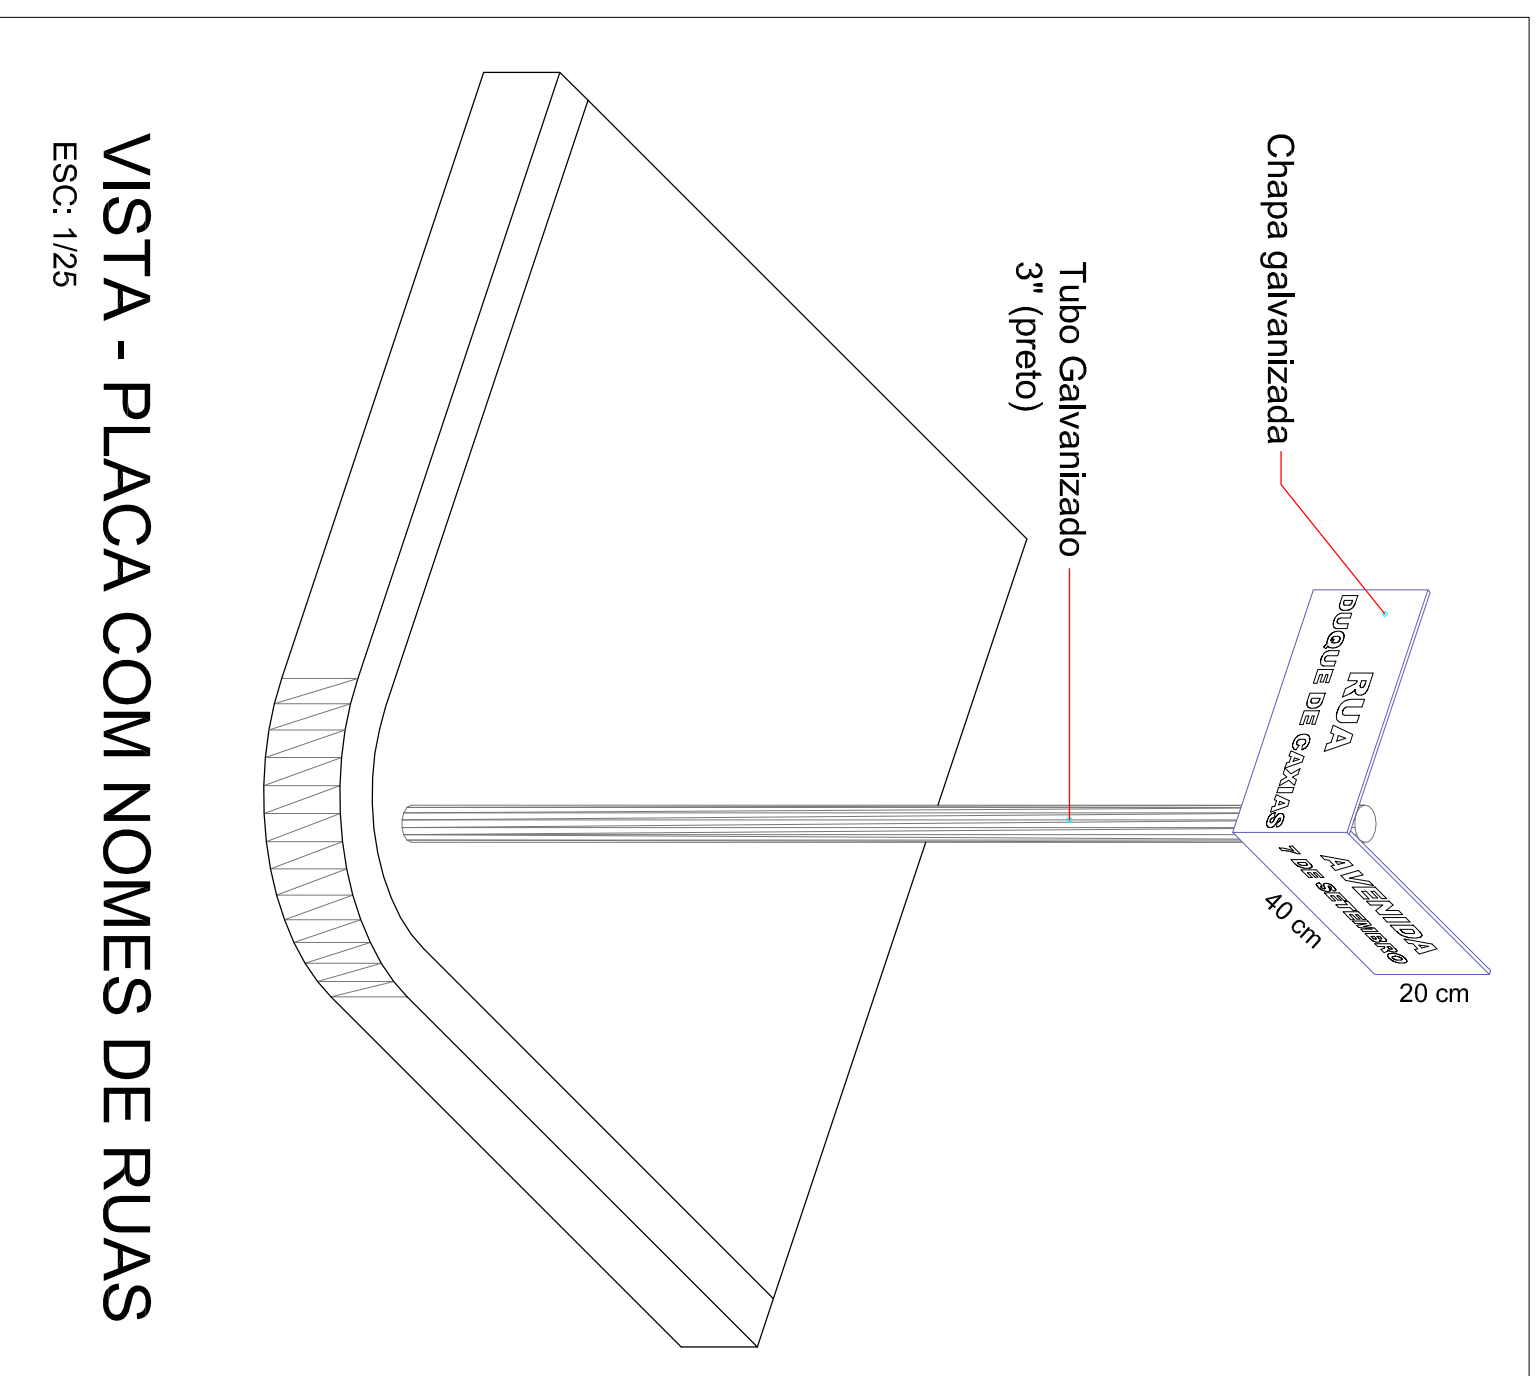 Chapa galvanizada
RUA
DUQUE DE CAXIAS
AVENIDA
7 DE SETEMBRO
20 cm
40 cm
Tubo Galvanizado
3" (preto)
VISTA - PLACA COM NOMES DE RUAS
ESC: 1/25